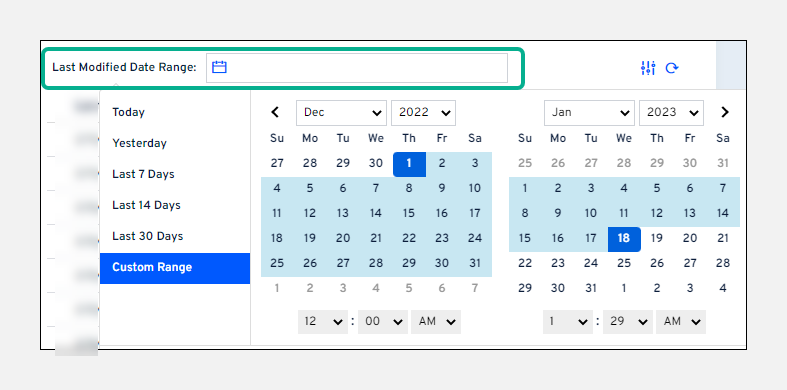 Last Modified Date Range:
Today
Yesterday
Last 7 Days
Last 14 Days
Last 30 Days
Custom Range
Dec 2022
Su Mo Tu We Th Fr Sa
27 28 29 30 1 2 3
4 5 6 7 8 9 10
11 12 13 14 15 16 17
18 19 20 21 22 23 24
25 26 27 28 29 30 31
1 2 3 4 5 6 7
12 : 00 AM
Jan 2023
Su Mo Tu We Th Fr Sa
25 26 27 28 29 30 31
1 2 3 4 5 6 7
8 9 10 11 12 13 14
15 16 17 18 19 20 21
22 23 24 25 26 27 28
29 30 31 1 2 3 4
1 : 29 AM